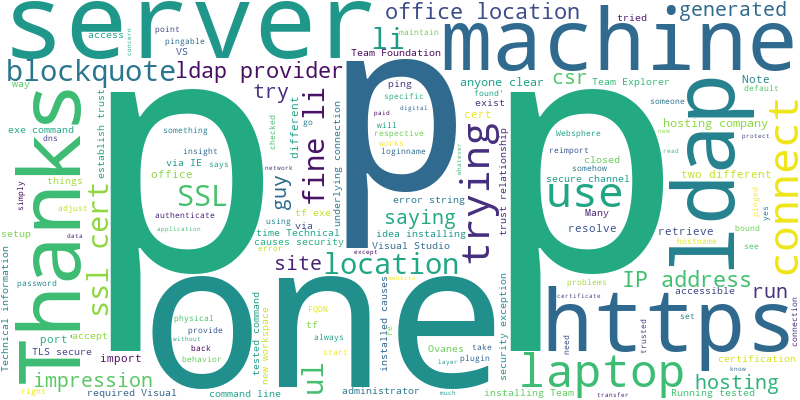 server
office location
generated
access
point
pingable
VS
concern
li
maintain
tried
machine
blockquote
ldap provider
Team Foundation
try
ping
anyone clear
csr
Team Explorer
Note
default
way
Thanks
p
p
p
exe command
dns
establish trust
something
insight
via IE
says
office
SSL
authenticate
application
checked
different
fine li
go
underlying connection
specific
found'
paid
digital
will
respective
works
loginname
exist
cert
trying
trust relationship
Websphere
reimport
closed
somehow
secure channel
Many
use
resolve
someone
hosting company
new
read
ldap
two different
retrieve
pinged
whatever
protect
connect
things
simply
adjust
ssl cert
setup
data
guy
network
using
via
tf exe
error string
saying
idea installing
Visual Studio
time Technical
causes security
error
except
site
location
hostname
bound
yes
see
IP address
problems
accessible
run
Technical information
password
port
TLS secure
accept
import
one
physical
provide
without
back
behavior
tested command
new workspace
FQDN
tf
always
start
ul
installed causes
re
website
Ovanes
take
layer
plugin
much
security exception
https
certificate
need
trusted
set
connection
certification
know
right
impression
required Visual
command line
administrator
installing Team
laptop
transfer
hosting
Running tested